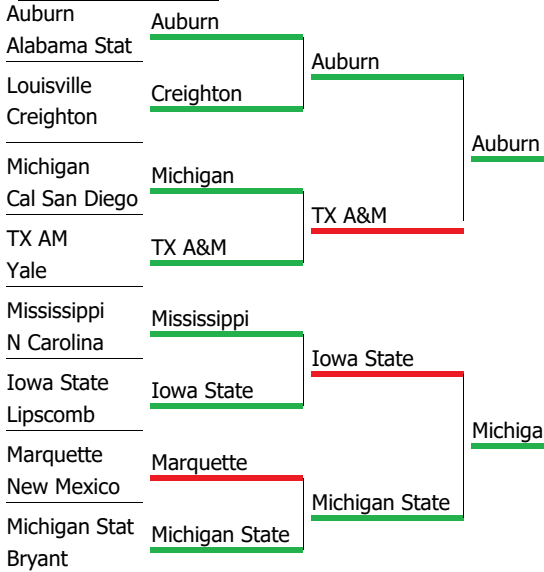 Auburn
Alabama Stat
Louisville
Creighton
Michigan
Cal San Diego
TX AM
Yale
Mississippi
N Carolina
Iowa State
Lipscomb
Marquette
New Mexico
Michigan Stat
Bryant
Auburn
Creighton
Michigan
TX A&M
Mississippi
Iowa State
Marquette
Michigan State
Auburn
TX A&M
Iowa State
Michigan State
Auburn
Michiga